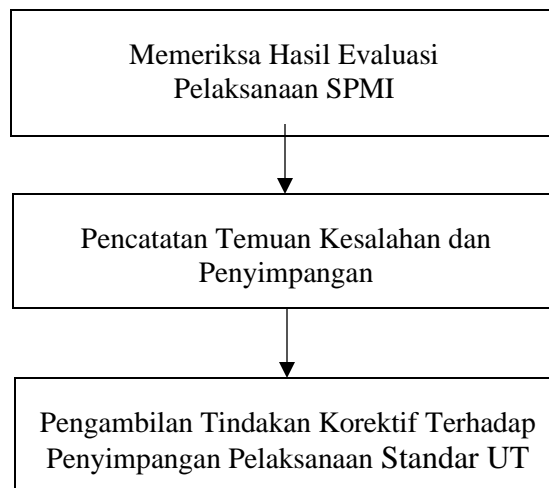 Memeriksa Hasil Evaluasi
Pelaksanaan SPMI
Pencatatan Temuan Kesalahan dan
Penyimpangan
Pengambilan Tindakan Korektif Terhadap
Penyimpangan Pelaksanaan Standar UT